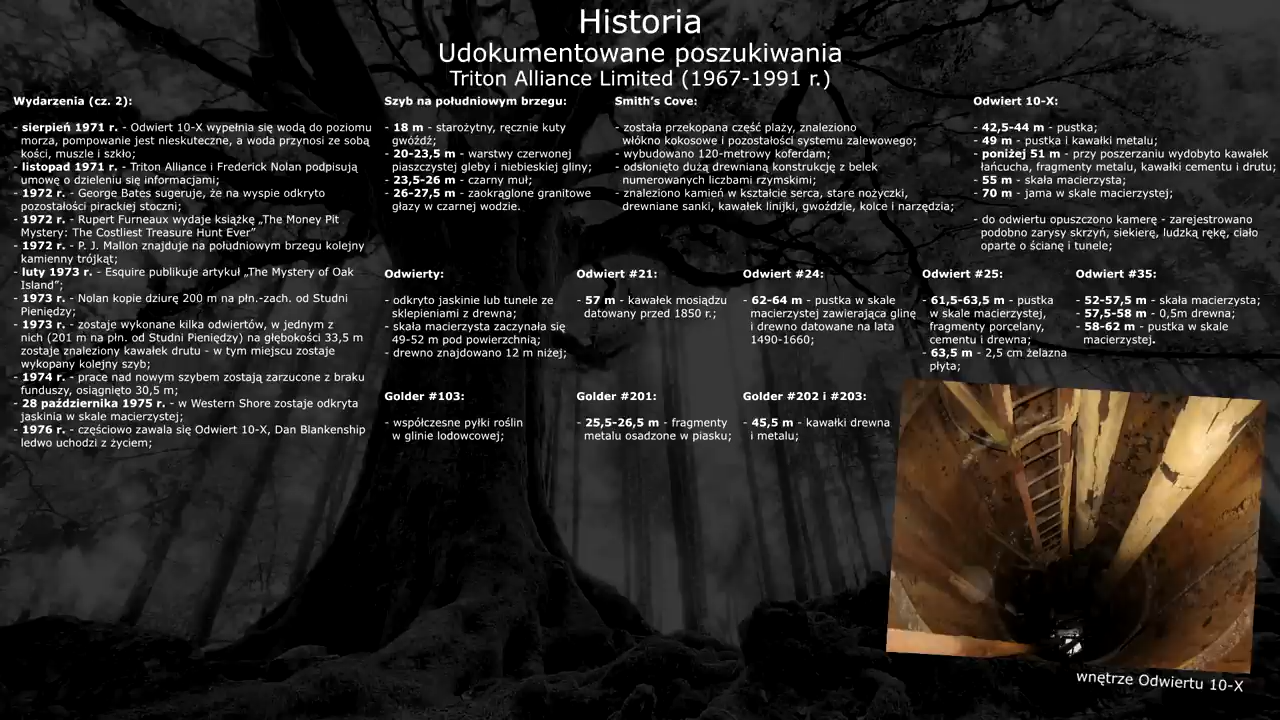 Historia
Udokumentowane poszukiwania
Triton Alliance Limited (1967-1991 r.)
Wydarzenia (cz. 2):
- sierpień 1971 r. - Odwiert 10-X wypełnia się wodą do poziomu
morza, pompowanie jest nieskuteczne, a woda przynosi ze sobą
kości, muszle i szkło;
- listopad 1971 r. - Triton Alliance i Frederick Nolan podpisują
umowę o dzieleniu się informacjami;
- 1972 r. - George Bates sugeruje, że na wyspie odkryto
pozostałości pirackiej stoczni;
- 1972 r. - Rupert Furneaux wydaje książkę „The Money Pit
Mystery: The Costliest Treasure Hunt Ever”
- 1972 r. - P. J. Mallon znajduje na południowym brzegu kolejny
kamienny trójkąt;
- luty 1973 r. - Esquire publikuje artykuł „The Mystery of Oak
Island”;
- 1973 r. - Nolan kopie dziurę 200 m na płn.-zach. od Studni
Pieniędzy;
- 1973 r. - zostaje wykonane kilka odwiertów, w jednym z
nich (201 m na płn. od Studni Pieniędzy) na głębokości 33,5 m
zostaje znaleziony kawałek drutu - w tym miejscu zostaje
wykopany kolejny szyb;
- 1974 r. - prace nad nowym szybem zostają zarzucone z braku
funduszy, osiągnięto 30,5 m;
- 28 października 1975 r. - w Western Shore zostaje odkryta
jaskinia w skale macierzystej;
- 1976 r. - częściowo zawala się Odwiert 10-X, Dan Blankenship
ledwo uchodzi z życiem;
Szyb na południowym brzegu:
- 18 m - starożytny, ręcznie kuty
gwóźdź;
- 20-23,5 m - warstwy czerwonej
piaszczystej gleby i niebieskiej gliny;
- 23,5-26 m - czarny muł;
- 26-27,5 m - zaokrąglone granitowe
głazy w czarnej wodzie.
Smith’s Cove:
- została przekopana część plaży, znaleziono
włókno kokosowe i pozostałości systemu zalewowego;
- wybudowano 120-metrowy koferdam;
- odsłonięto dużą drewnianą konstrukcję z belek
numerowanych liczbami rzymskimi;
- znaleziono kamień w kształcie serca, stare nożyczki,
drewniane sanki, kawałek linijki, gwoździe, kolce i narzędzia;
Odwiert 10-X:
- 42,5-44 m - pustka;
- 49 m - pustka i kawałki metalu;
- poniżej 51 m - przy poszerzaniu wydobyto kawałek
łańcucha, fragmenty metalu, kawałki cementu i drutu;
- 55 m - skała macierzysta;
- 70 m - jama w skale macierzystej;
- do odwiertu opuszczono kamerę - zarejestrowano
podobno zarysy skrzyń, siekierę, ludzką rękę, ciało
oparte o ścianę i tunele;
Odwierty:
- odkryto jaskinie lub tunele ze
sklepieniami z drewna;
- skała macierzysta zaczynała się
49-52 m pod powierzchnią;
- drewno znajdowano 12 m niżej;
Odwiert #21:
- 57 m - kawałek mosiądzu
datowany przed 1850 r.;
Odwiert #24:
- 62-64 m - pustka w skale
macierzystej zawierająca glinę
i drewno datowane na lata
1490-1660;
Odwiert #25:
- 61,5-63,5 m - pustka
w skale macierzystej,
fragmenty porcelany,
cementu i drewna;
- 63,5 m - 2,5 cm żelazna
płyta;
Odwiert #35:
- 52-57,5 m - skała macierzysta;
- 57,5-58 m - 0,5m drewna;
- 58-62 m - pustka w skale
macierzystej.
Golder #103:
- współczesne pyłki roślin
w glinie lodowcowej;
Golder #201:
- 25,5-26,5 m - fragmenty
metalu osadzone w piasku;
Golder #202 i #203:
- 45,5 m - kawałki drewna
i metalu;
wnętrze Odwiertu 10-X